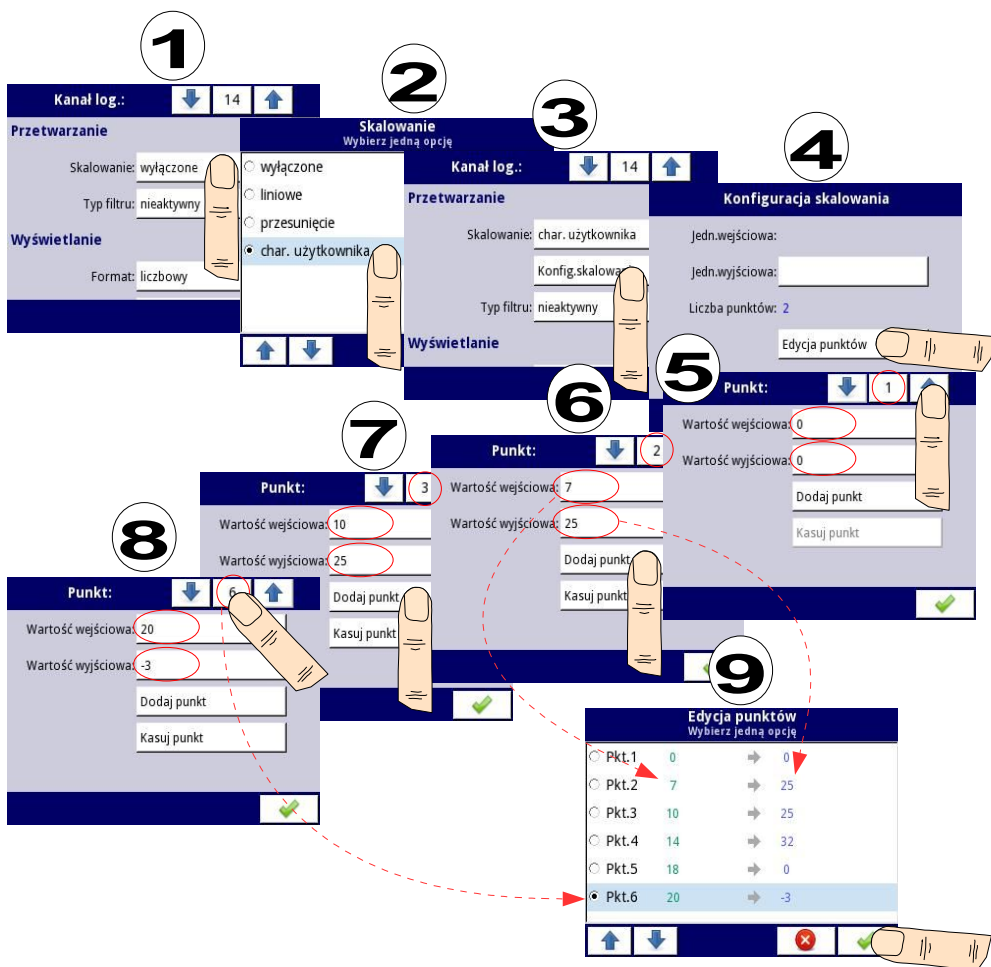 1
Kanał log.: 14
Przetwarzanie
Skalowanie: wyłączone
Typ filtru: nieaktywny
Wyświetlanie
Format: liczbowy
2
Skalowanie
Wybierz jedną opcję
wyłączone
liniowe
przesunięcie
char. użytkownika
3
Kanał log.: 14
Przetwarzanie
Skalowanie: char. użytkownika
Konfig.skalowani
Typ filtru: nieaktywny
Wyświetlanie
4
Konfiguracja skalowania
Jedn.wejściowa:
Jedn.wyjściowa:
Liczba punktów: 2
Edycja punktów
5
Punkt: 1
Wartość wejściowa: 0
Wartość wyjściowa: 0
Dodaj punkt
Kasuj punkt
6
Punkt: 2
Wartość wejściowa: 7
Wartość wyjściowa: 25
Dodaj punkt
Kasuj punkt
7
Punkt: 3
Wartość wejściowa: 10
Wartość wyjściowa: 25
Dodaj punkt
Kasuj punkt
8
Punkt: 6
Wartość wejściowa: 20
Wartość wyjściowa: -3
Dodaj punkt
Kasuj punkt
9
Edycja punktów
Wybierz jedną opcję
Pkt.1 0 0
Pkt.2 7 25
Pkt.3 10 25
Pkt.4 14 32
Pkt.5 18 0
Pkt.6 20 -3